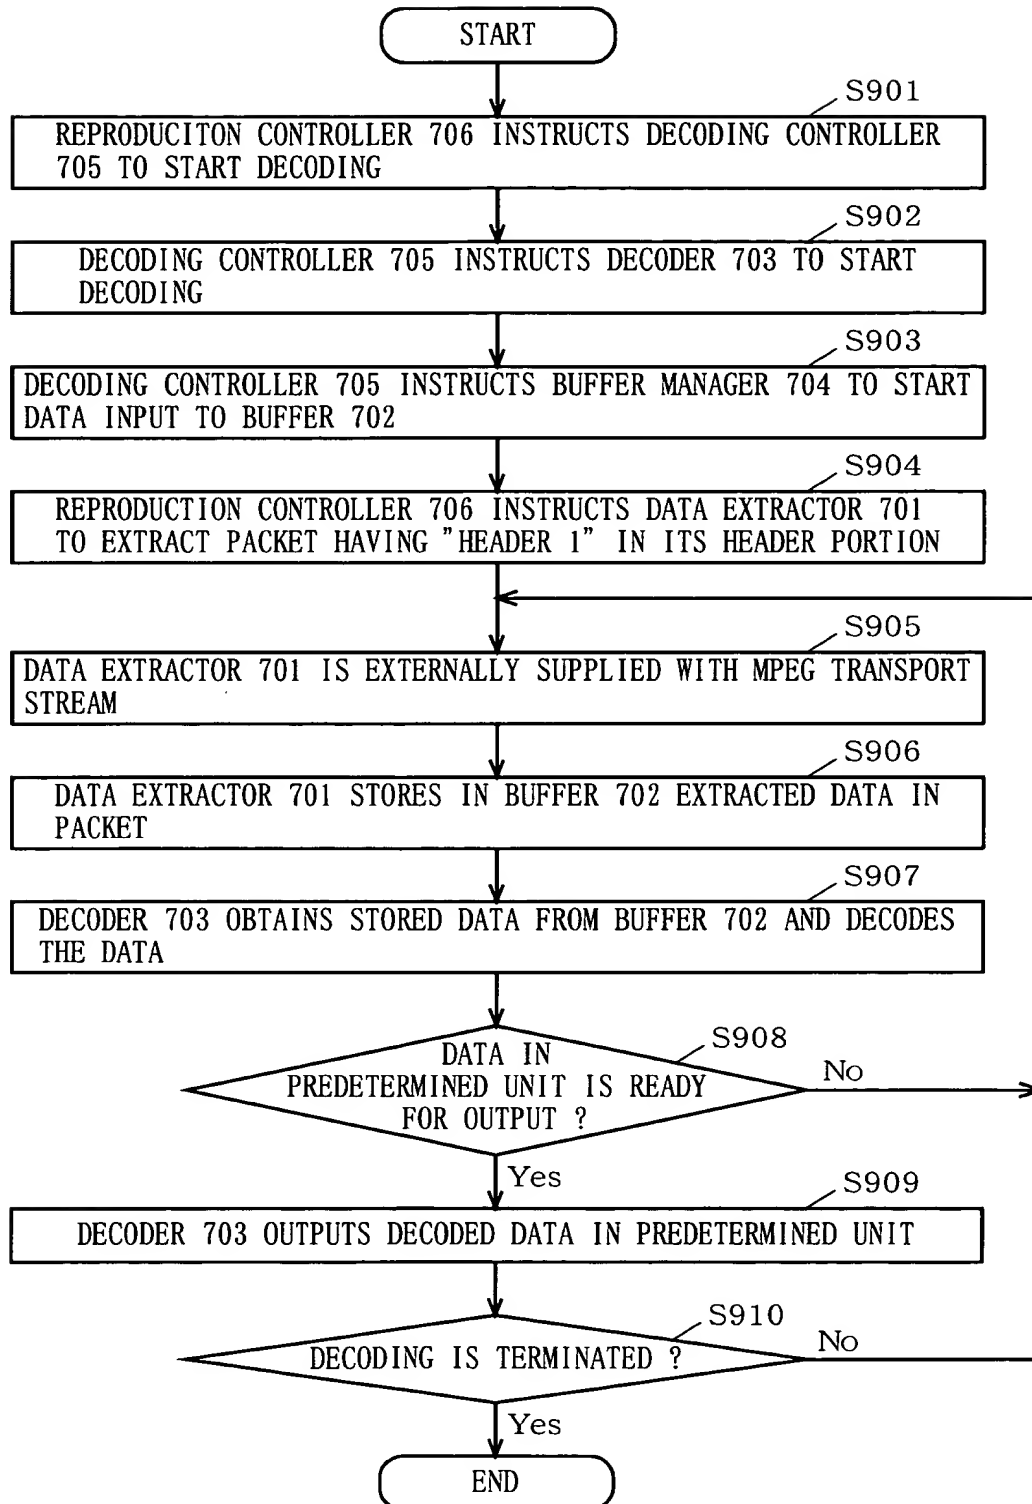 START
S901
REPRODUCITON CONTROLLER 706 INSTRUCTS DECODING CONTROLLER
705 TO START DECODING
S902
DECODING CONTROLLER 705 INSTRUCTS DECODER 703 TO START
DECODING
S903
DECODING CONTROLLER 705 INSTRUCTS BUFFER MANAGER 704 TO START
DATA INPUT TO BUFFER 702
S904
REPRODUCTION CONTROLLER 706 INSTRUCTS DATA EXTRACTOR 701
TO EXTRACT PACKET HAVING "HEADER 1" IN ITS HEADER PORTION
S905
DATA EXTRACTOR 701 IS EXTERNALLY SUPPLIED WITH MPEG TRANSPORT
STREAM
S906
DATA EXTRACTOR 701 STORES IN BUFFER 702 EXTRACTED DATA IN
PACKET
S907
DECODER 703 OBTAINS STORED DATA FROM BUFFER 702 AND DECODES
THE DATA
S908
DATA IN
PREDETERMINED UNIT IS READY
FOR OUTPUT ?
No
Yes
S909
DECODER 703 OUTPUTS DECODED DATA IN PREDETERMINED UNIT
S910
DECODING IS TERMINATED ?
No
Yes
END